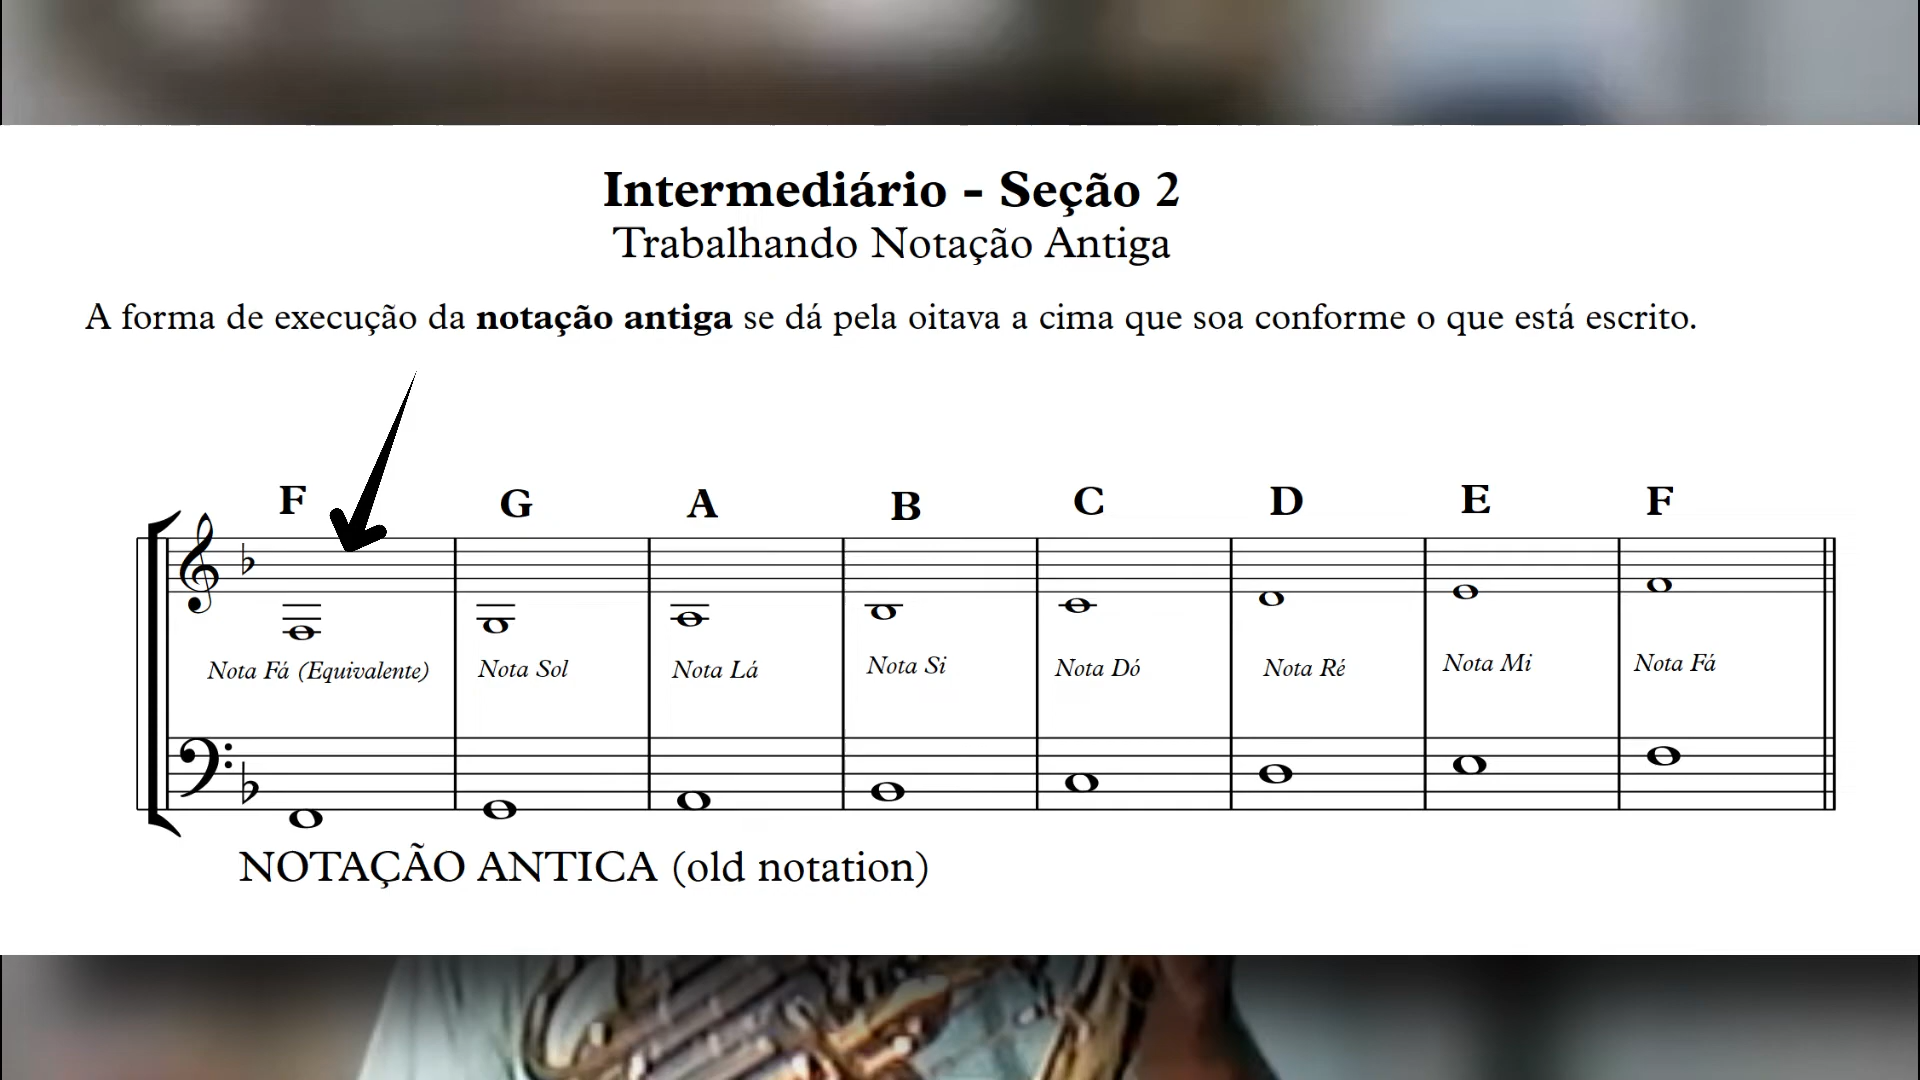 Intermediário - Seção 2
Trabalhando Notação Antiga
A forma de execução da notação antiga se dá pela oitava a cima que soa conforme o que está escrito.
F G A B C D E F
Nota Fá (Equivalente) Nota Sol Nota Lá Nota Si Nota Dó Nota Ré Nota Mi Nota Fá
NOTAÇÃO ANTICA (old notation)